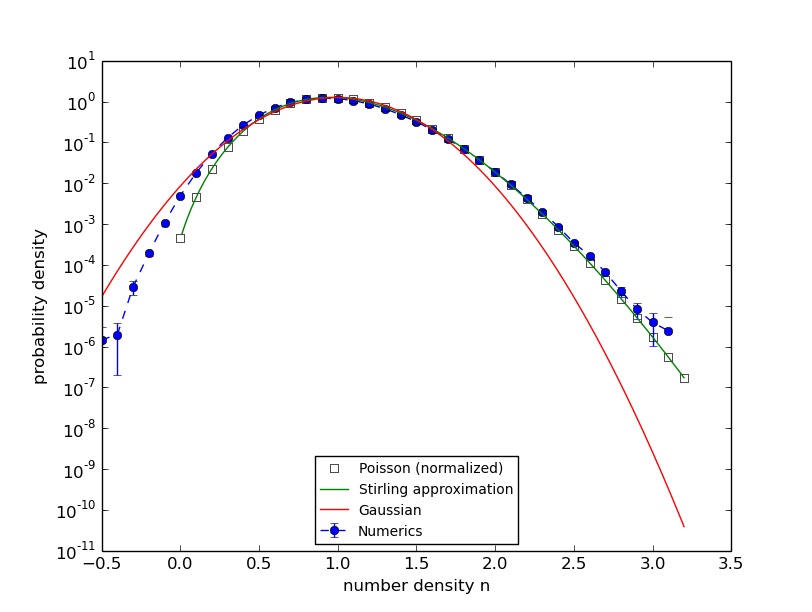 10^1
10^0
10^-1
10^-2
10^-3
10^-4
10^-5
10^-6
10^-7
10^-8
10^-9
10^-10
10^-11
probability density
Poisson (normalized)
Stirling approximation
Gaussian
Numerics
−0.5 0.0 0.5 1.0 1.5 2.0 2.5 3.0 3.5
number density n